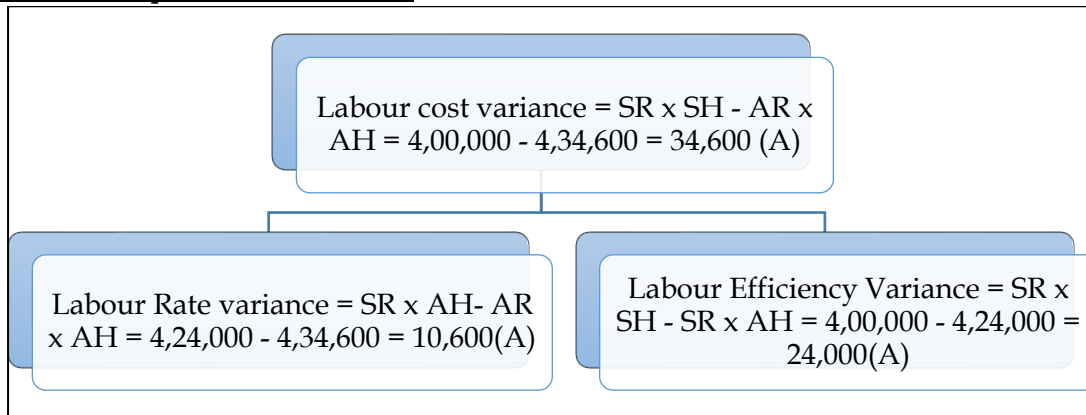 Labour cost variance = SR x SH - AR x
AH = 4,00,000 - 4,34,600 = 34,600 (A)
Labour Rate variance = SR x AH- AR
x AH = 4,24,000 - 4,34,600 = 10,600(A)
Labour Efficiency Variance = SR x
SH - SR x AH = 4,00,000 - 4,24,000 =
24,000(A)